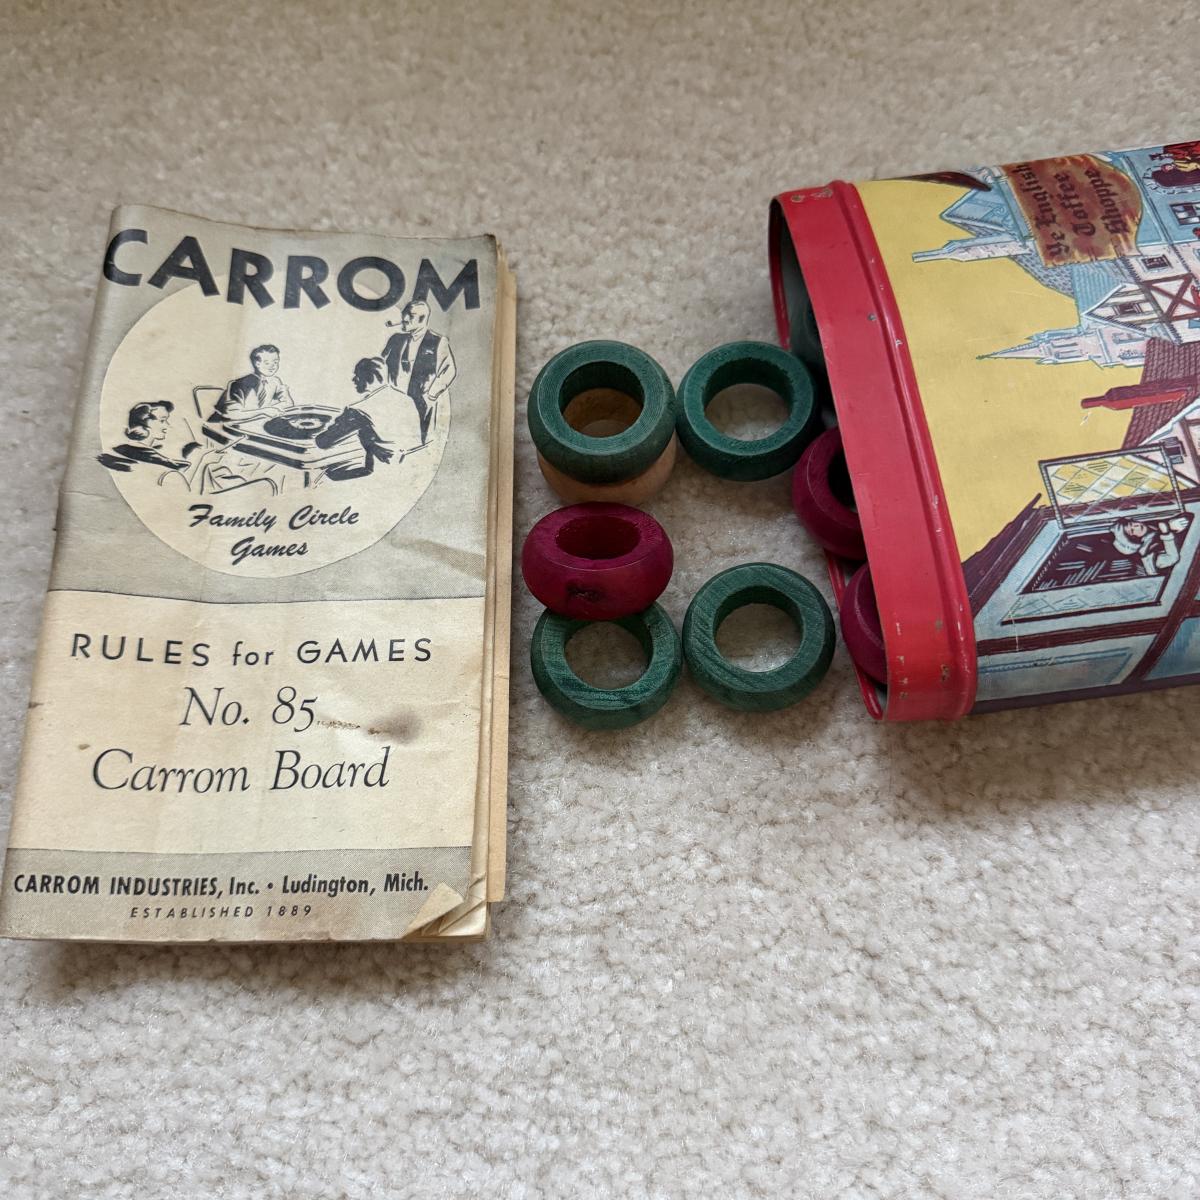 CARROM
Family Circle
Games
RULES for GAMES
No. 85
Carrom Board
CARROM INDUSTRIES, Inc. • Ludington, Mich.
ESTABLISHED 1889
Ye English
Toffee
Shoppe